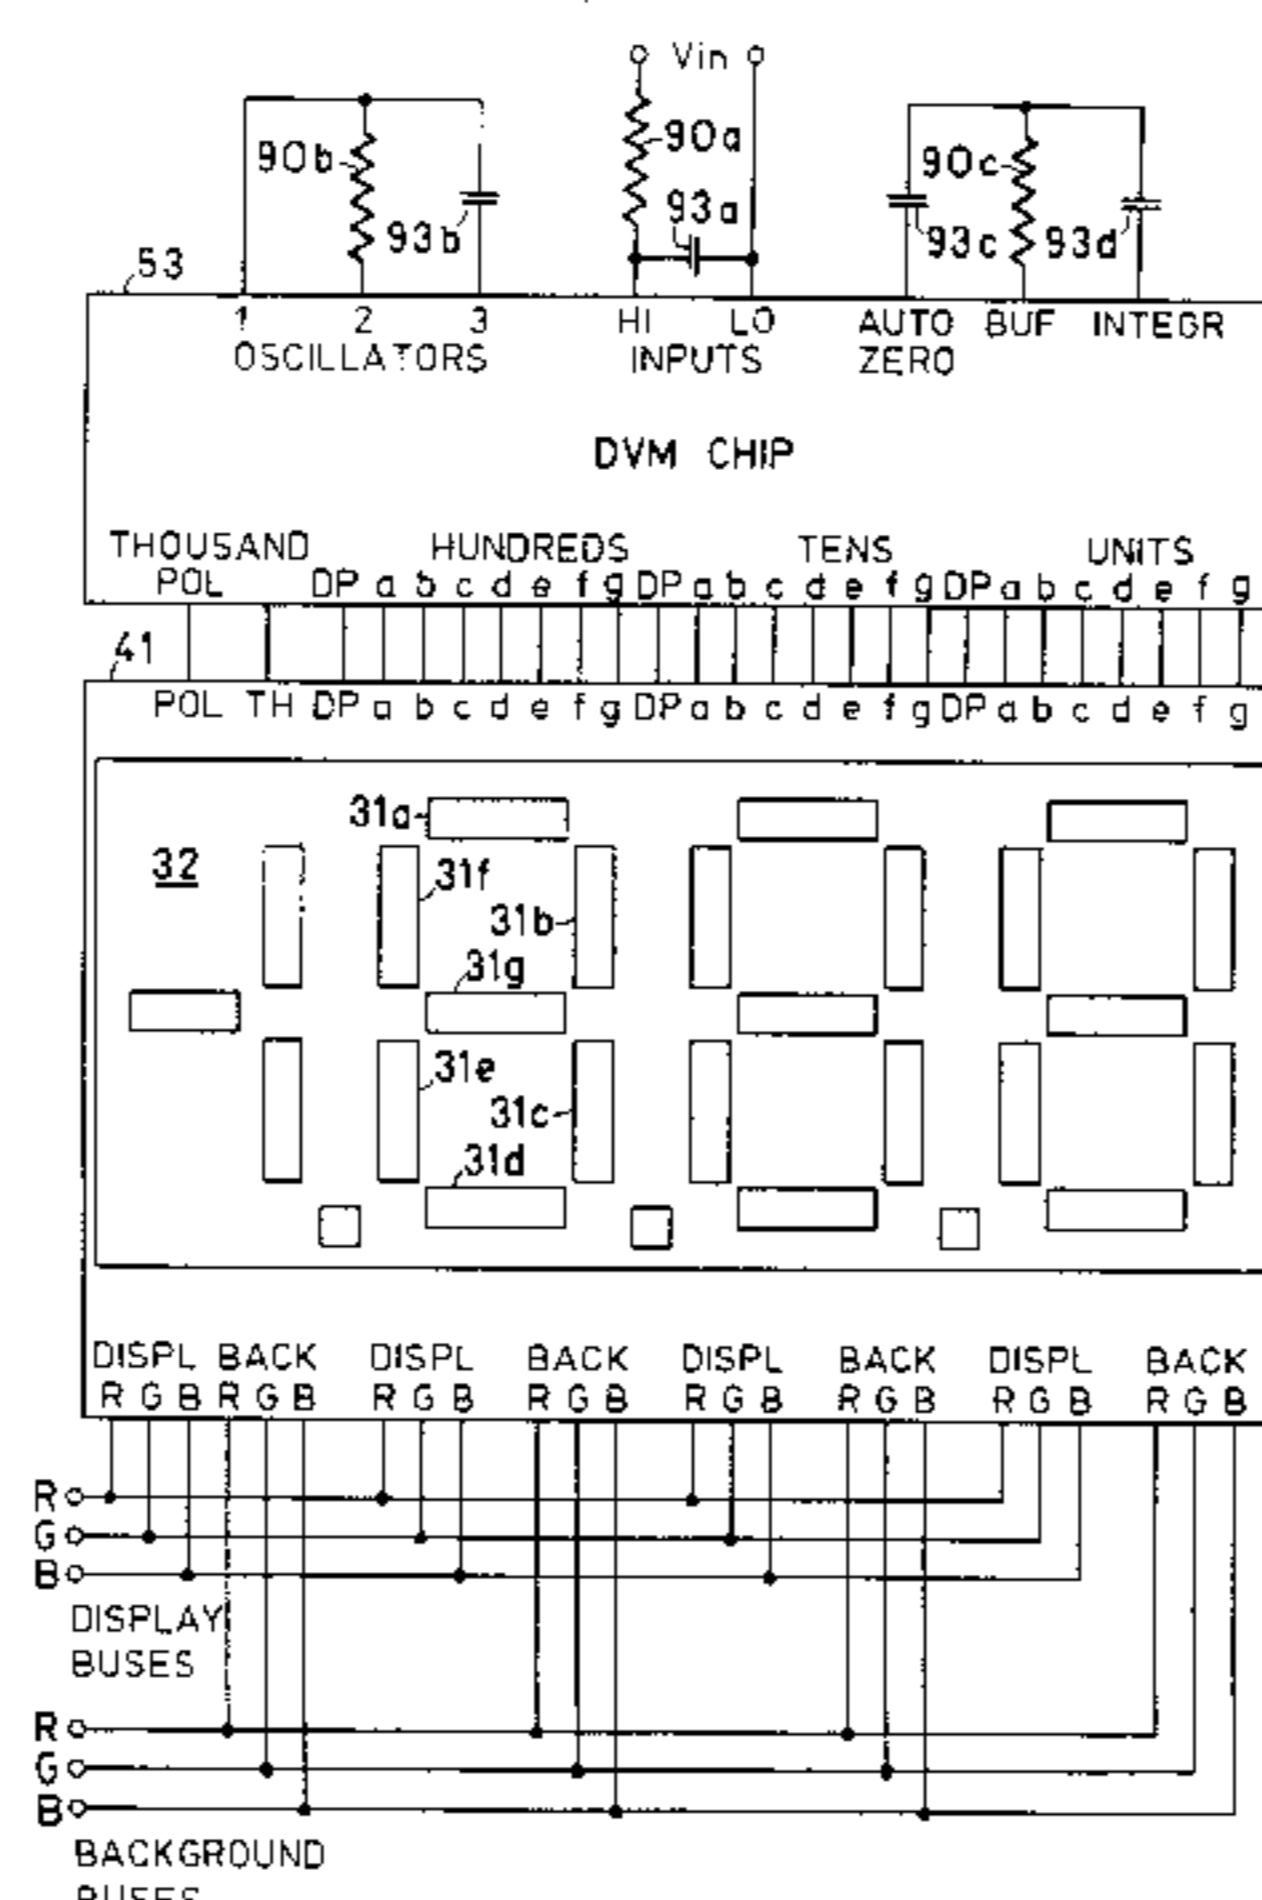 Vin
90b
90a
90c
93b
93a
93c
93d
53
1 2 3 HI LO AUTO BUF INTEGR
OSCILLATORS INPUTS ZERO
DVM CHIP
THOUSAND HUNDREDS TENS UNITS
POL DP a b c d e f g DP a b c d e f g DP a b c d e f g
41
POL TH DP a b c d e f g DP a b c d e f g DP a b c d e f g
31a
32
31f
31b
31g
31e
31c
31d
DISPL BACK DISPL BACK DISPL BACK DISPL BACK
R G B R G B R G B R G B R G B R G B R G B R G B
R
G
B
DISPLAY
BUSES
R
G
B
BACKGROUND
BUSES